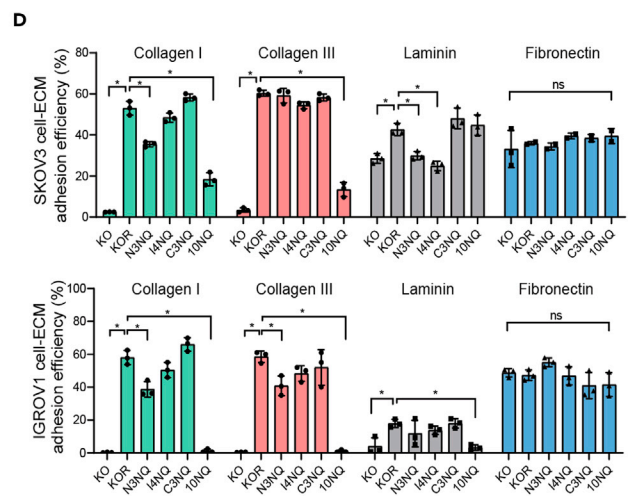 D
Collagen I Collagen III Laminin Fibronectin
SKOV3 cell-ECM
adhesion efficiency (%)
80
60
40
20
0
* * *
* *
* * *
ns
KO KOR N3NQ I4NQ C3NQ 10NQ KO KOR N3NQ I4NQ C3NQ 10NQ KO KOR N3NQ I4NQ C3NQ 10NQ KO KOR N3NQ I4NQ C3NQ 10NQ
Collagen I Collagen III Laminin Fibronectin
IGROV1 cell-ECM
adhesion efficiency (%)
100
80
60
40
20
0
* * *
* * *
* *
ns
KO KOR N3NQ I4NQ C3NQ 10NQ KO KOR N3NQ I4NQ C3NQ 10NQ KO KOR N3NQ I4NQ C3NQ 10NQ KO KOR N3NQ I4NQ C3NQ 10NQ